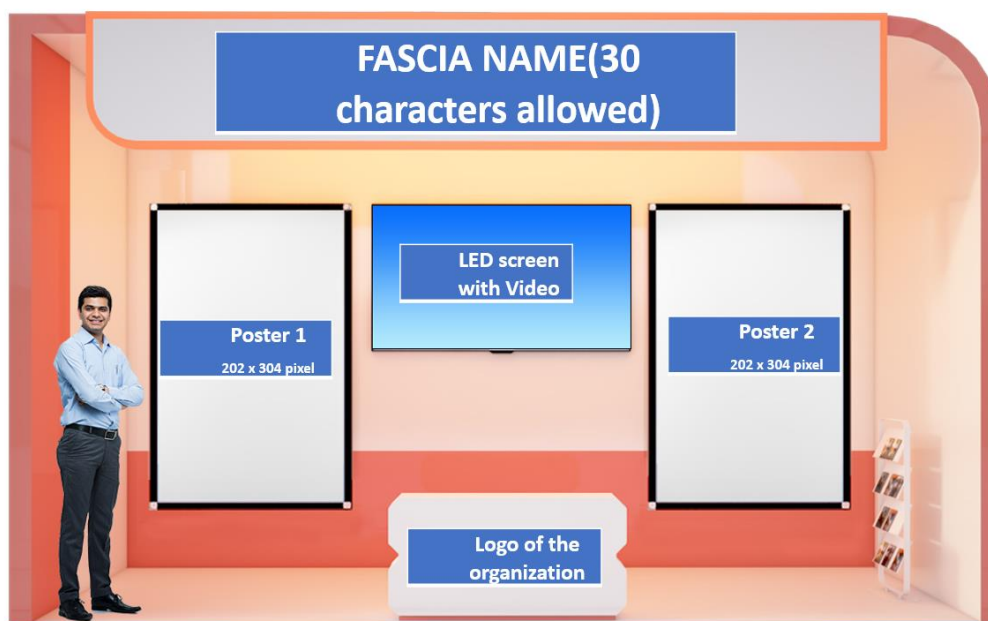 FASCIA NAME(30
characters allowed)
LED screen
with Video
Poster 1
202 x 304 pixel
Poster 2
202 x 304 pixel
Logo of the
organization